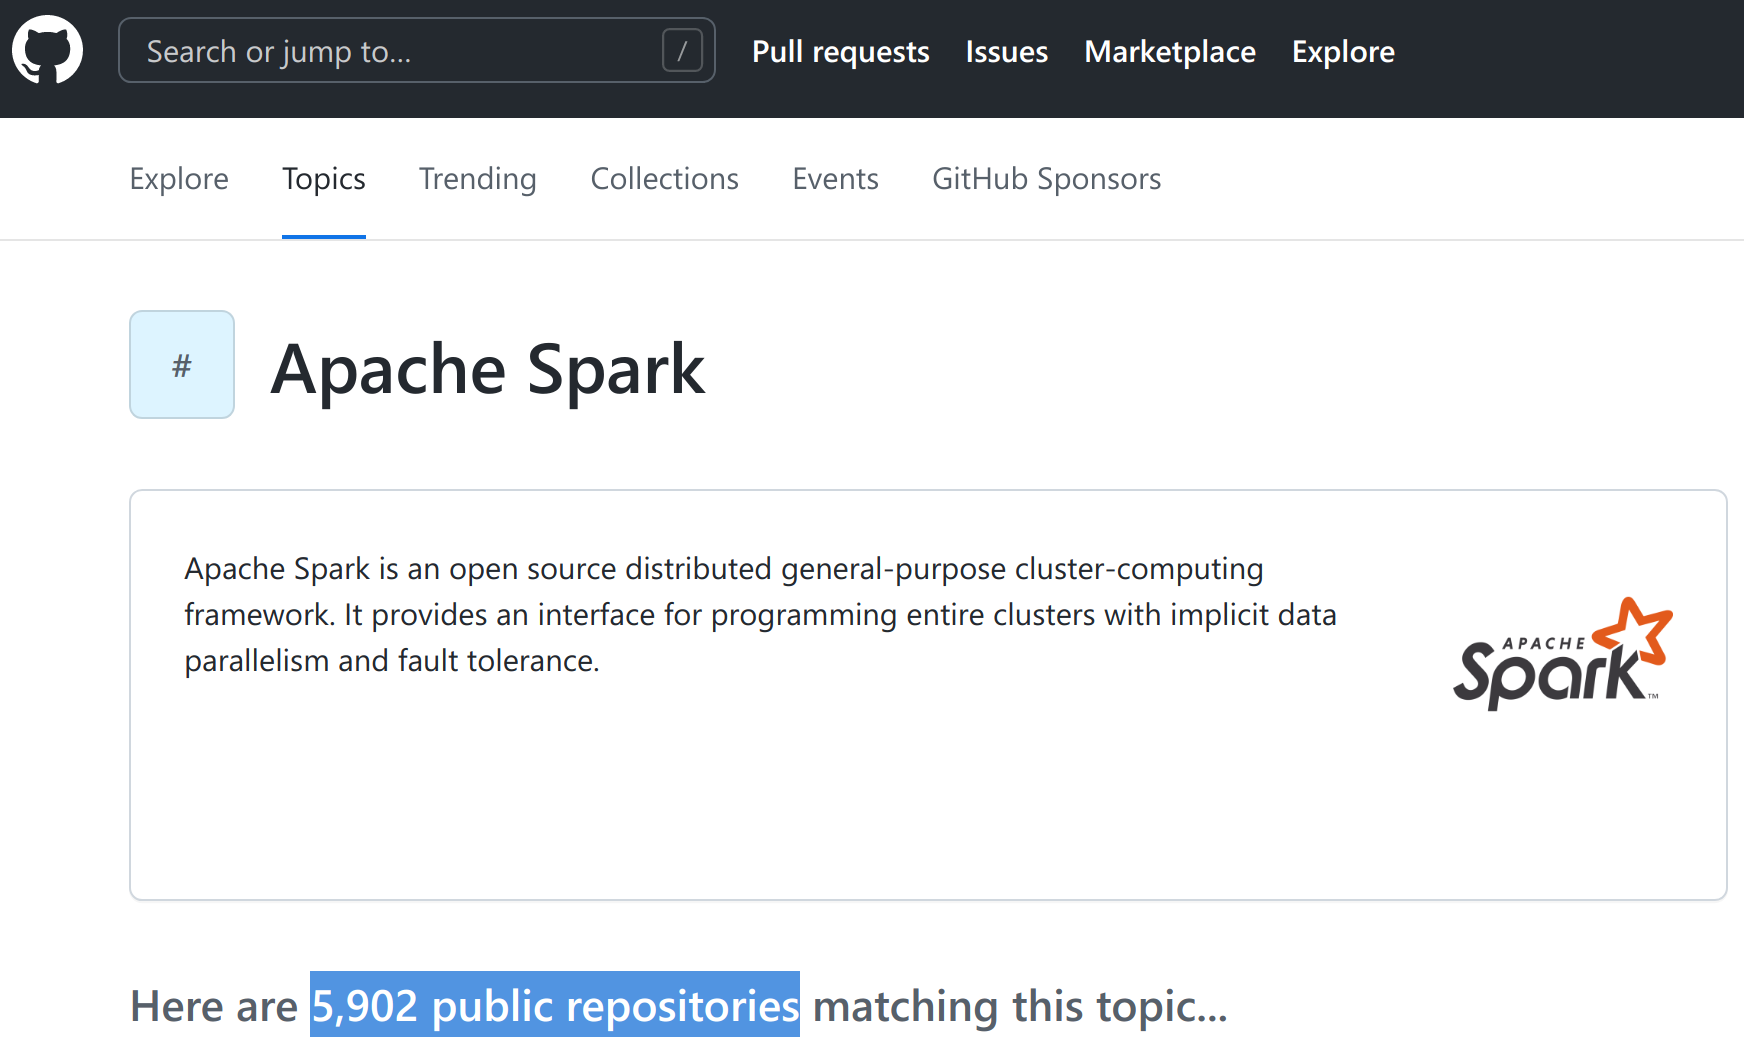 Search or jump to... /
Pull requests Issues Marketplace Explore
Explore Topics Trending Collections Events GitHub Sponsors
# Apache Spark
Apache Spark is an open source distributed general-purpose cluster-computing
framework. It provides an interface for programming entire clusters with implicit data
parallelism and fault tolerance.
APACHE
Spark™
Here are 5,902 public repositories matching this topic...